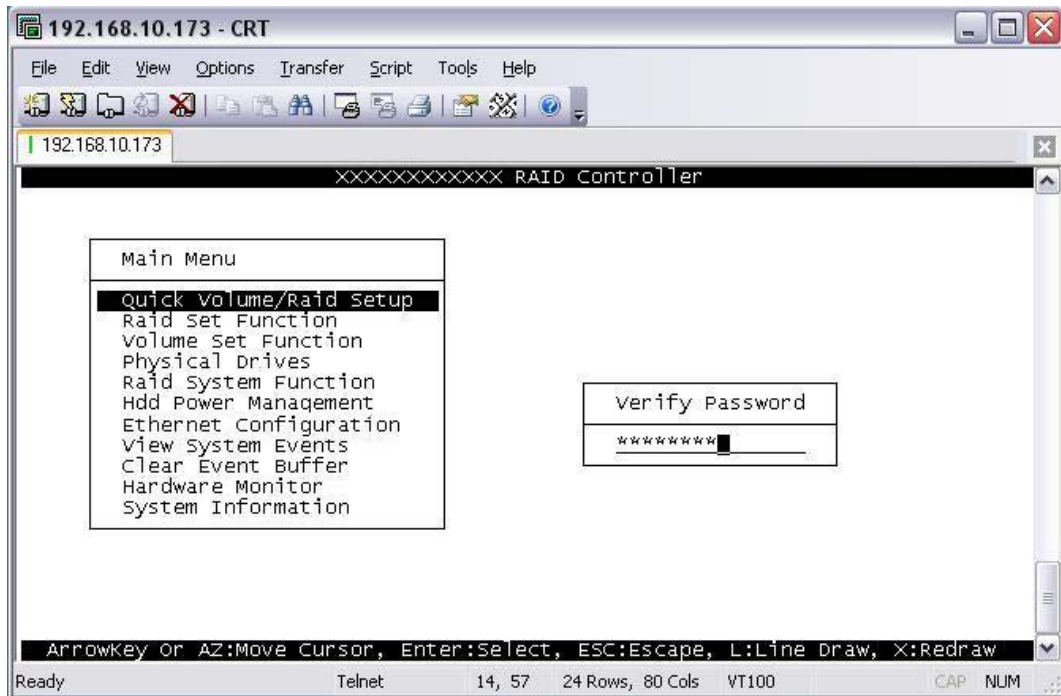 192.168.10.173 - CRT
File Edit View Options Transfer Script Tools Help
192.168.10.173
XXXXXXXXXXXX RAID Controller
Main Menu
Quick Volume/Raid Setup
Raid Set Function
Volume Set Function
Physical Drives
Raid System Function
Hdd Power Management
Ethernet Configuration
View System Events
Clear Event Buffer
Hardware Monitor
System Information
Verify Password
********
ArrowKey Or AZ:Move Cursor, Enter:Select, ESC:Escape, L:Line Draw, X:Redraw
Ready Telnet 14, 57 24 Rows, 80 Cols VT100 CAP NUM